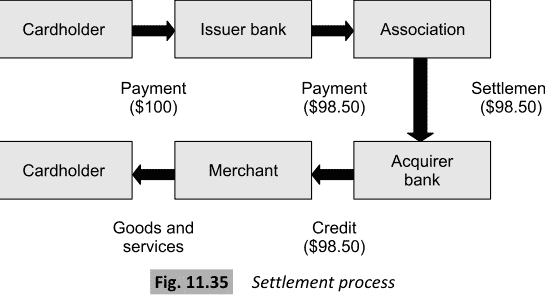 Cardholder
Issuer bank
Association
Payment
($100)
Payment
($98.50)
Settlemen
($98.50)
Cardholder
Merchant
Acquirer
bank
Goods and
services
Credit
($98.50)
Fig. 11.35 Settlement process